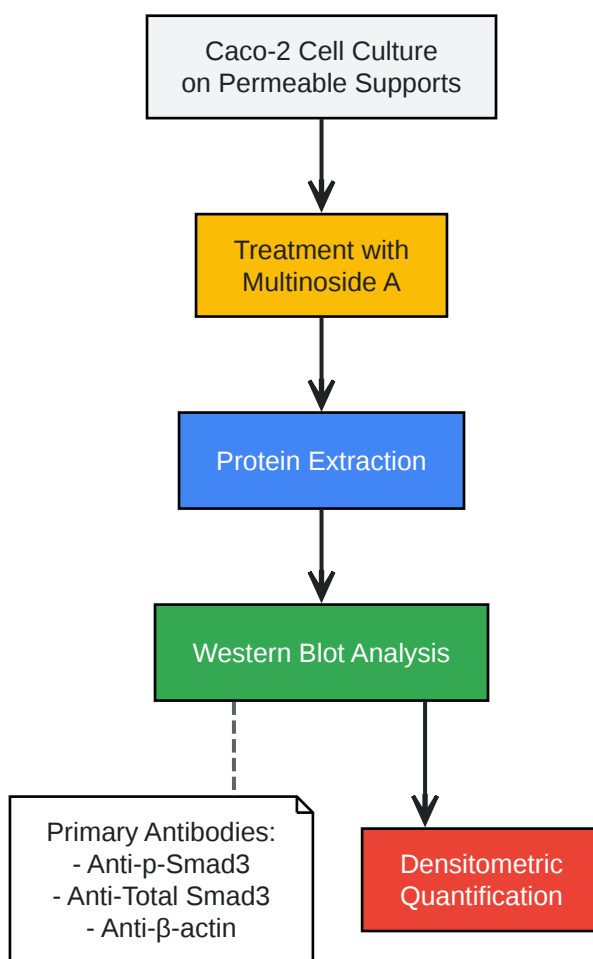 Caco-2 Cell Culture
on Permeable Supports
Treatment with
Multinoside A
Protein Extraction
Western Blot Analysis
Primary Antibodies:
- Anti-p-Smad3
- Anti-Total Smad3
- Anti-β-actin
Densitometric
Quantification